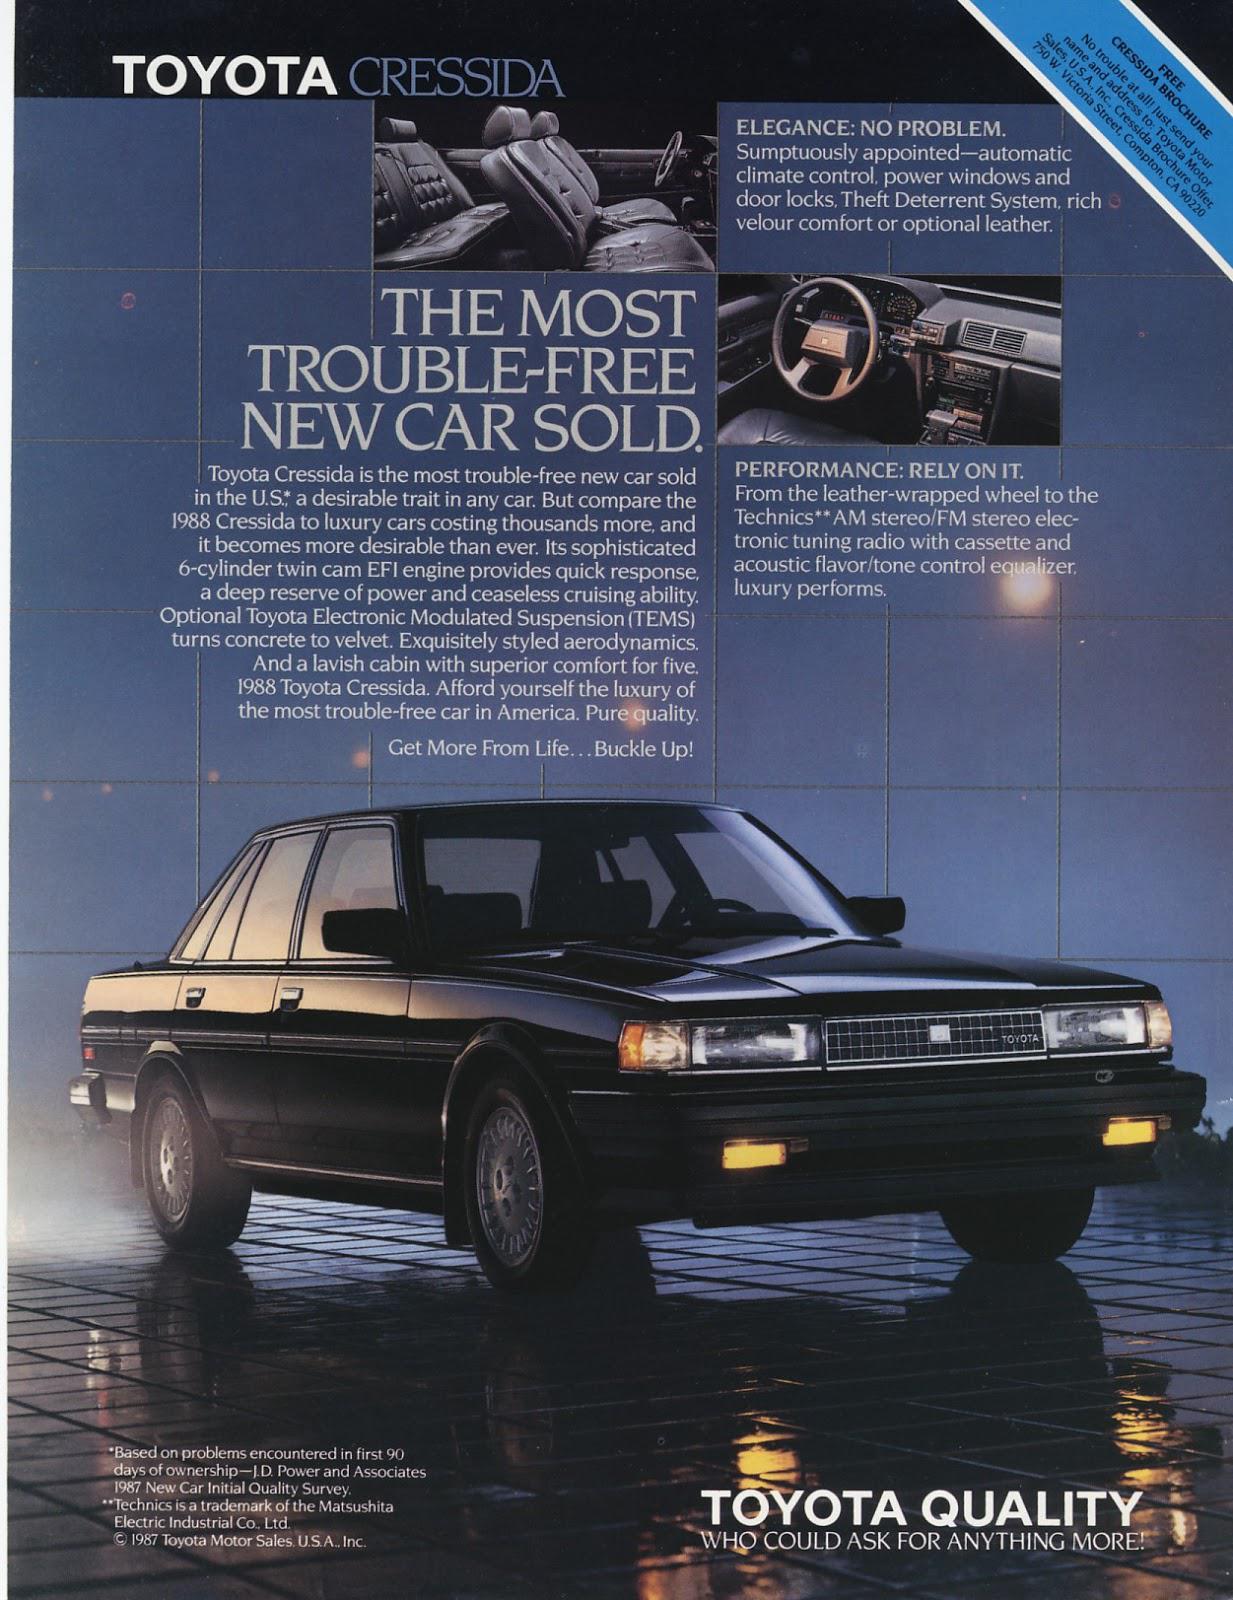 TOYOTA CRESSIDA
FREE
CRESSIDA BROCHURE
No trouble at all! Just send your
name and address to: Toyota Motor
Sales, U.S.A., Inc., Cressida Brochure Offer,
750 W. Victoria Street, Compton, CA 90220
ELEGANCE: NO PROBLEM.
Sumptuously appointed—automatic
climate control, power windows and
door locks, Theft Deterrent System, rich
velour comfort or optional leather.
THE MOST
TROUBLE-FREE
NEW CAR SOLD.
Toyota Cressida is the most trouble-free new car sold
in the U.S.,* a desirable trait in any car. But compare the
1988 Cressida to luxury cars costing thousands more, and
it becomes more desirable than ever. Its sophisticated
6-cylinder twin cam EFI engine provides quick response,
a deep reserve of power and ceaseless cruising ability.
Optional Toyota Electronic Modulated Suspension (TEMS)
turns concrete to velvet. Exquisitely styled aerodynamics.
And a lavish cabin with superior comfort for five.
1988 Toyota Cressida. Afford yourself the luxury of
the most trouble-free car in America. Pure quality.
Get More From Life...Buckle Up!
PERFORMANCE: RELY ON IT.
From the leather-wrapped wheel to the
Technics** AM stereo/FM stereo elec-
tronic tuning radio with cassette and
acoustic flavor/tone control equalizer,
luxury performs.
TOYOTA
*Based on problems encountered in first 90
days of ownership—J.D. Power and Associates
1987 New Car Initial Quality Survey.
**Technics is a trademark of the Matsushita
Electric Industrial Co., Ltd.
© 1987 Toyota Motor Sales, U.S.A., Inc.
TOYOTA QUALITY
WHO COULD ASK FOR ANYTHING MORE!